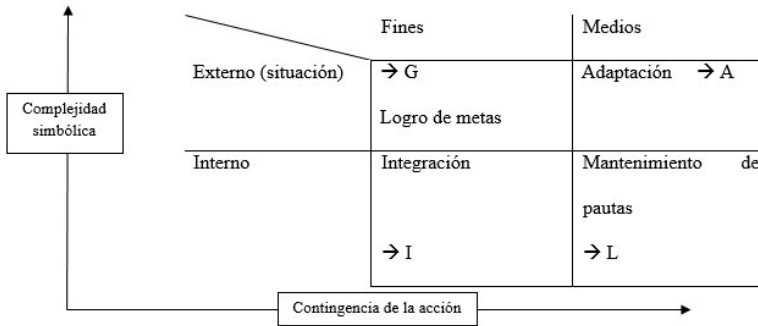 Fines Medios
Externo (situación) → G Adaptación → A
Complejidad
simbólica
Logro de metas
Interno Integración Mantenimiento de
pautas
→ I → L
Contingencia de la acción